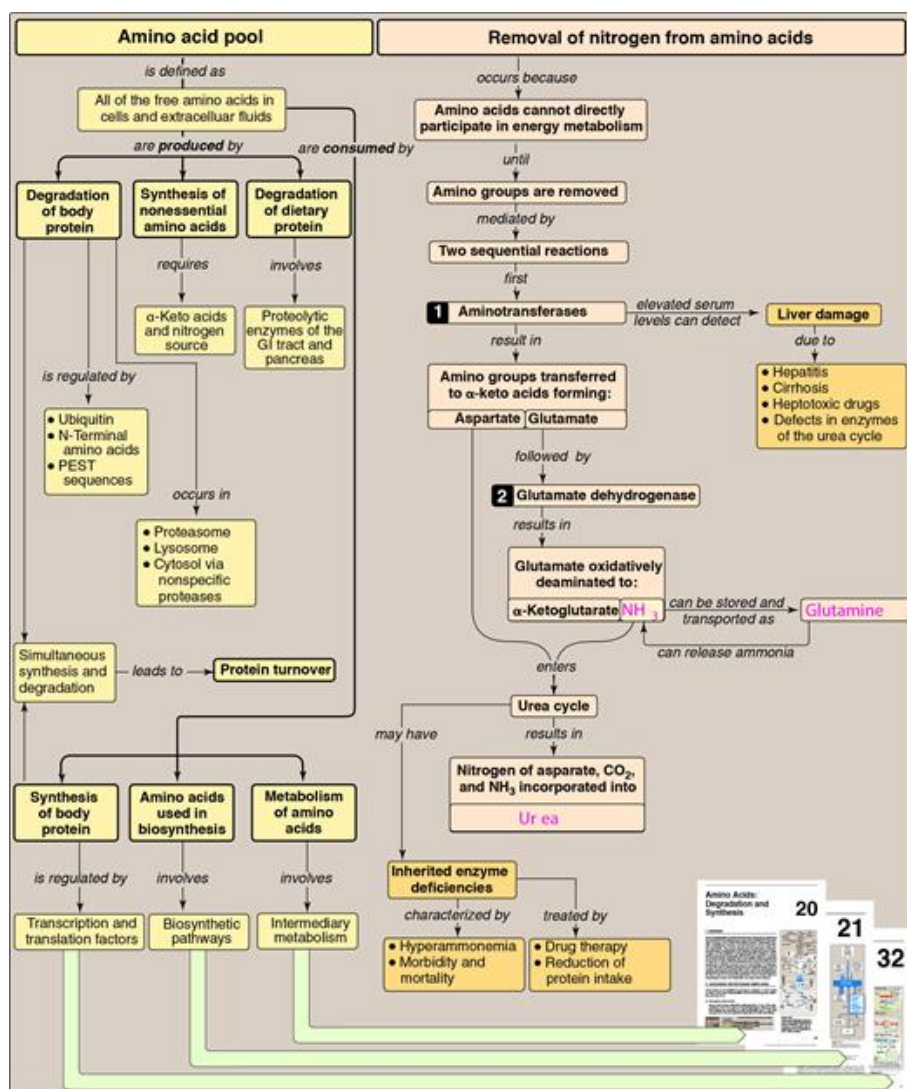 Amino acid pool
Removal of nitrogen from amino acids
is defined as
All of the free amino acids in
cells and extracelluar fluids
are produced by
are consumed by
Degradation
of body
protein
Synthesis of
nonessential
amino acids
Degradation
of dietary
protein
requires
involves
α-Keto acids
and nitrogen
source
Proteolytic
enzymes of the
GI tract and
pancreas
is regulated by
• Ubiquitin
• N-Terminal
amino acids
• PEST
sequences
occurs in
• Proteasome
• Lysosome
• Cytosol via
nonspecific
proteases
Simultaneous
synthesis and
degradation
leads to
Protein turnover
Synthesis
of body
protein
Amino acids
used in
biosynthesis
Metabolism
of amino
acids
is regulated by
involves
involves
Transcription and
translation factors
Biosynthetic
pathways
Intermediary
metabolism
occurs because
Amino acids cannot directly
participate in energy metabolism
until
Amino groups are removed
mediated by
Two sequential reactions
first
1 Aminotransferases
elevated serum
levels can detect
Liver damage
due to
• Hepatitis
• Cirrhosis
• Heptotoxic drugs
• Defects in enzymes
of the urea cycle
result in
Amino groups transferred
to α-keto acids forming:
Aspartate Glutamate
followed by
2 Glutamate dehydrogenase
results in
Glutamate oxidatively
deaminated to:
α-Ketoglutarate NH 3
can be stored and
transported as
Glutamine
can release ammonia
enters
Urea cycle
may have
results in
Nitrogen of asparate, CO2,
and NH3 incorporated into
Ur ea
Inherited enzyme
deficiencies
characterized by
treated by
• Hyperammonemia
• Morbidity and
mortality
• Drug therapy
• Reduction of
protein intake
Amino Acids:
Degradation and
Synthesis
20
21
32